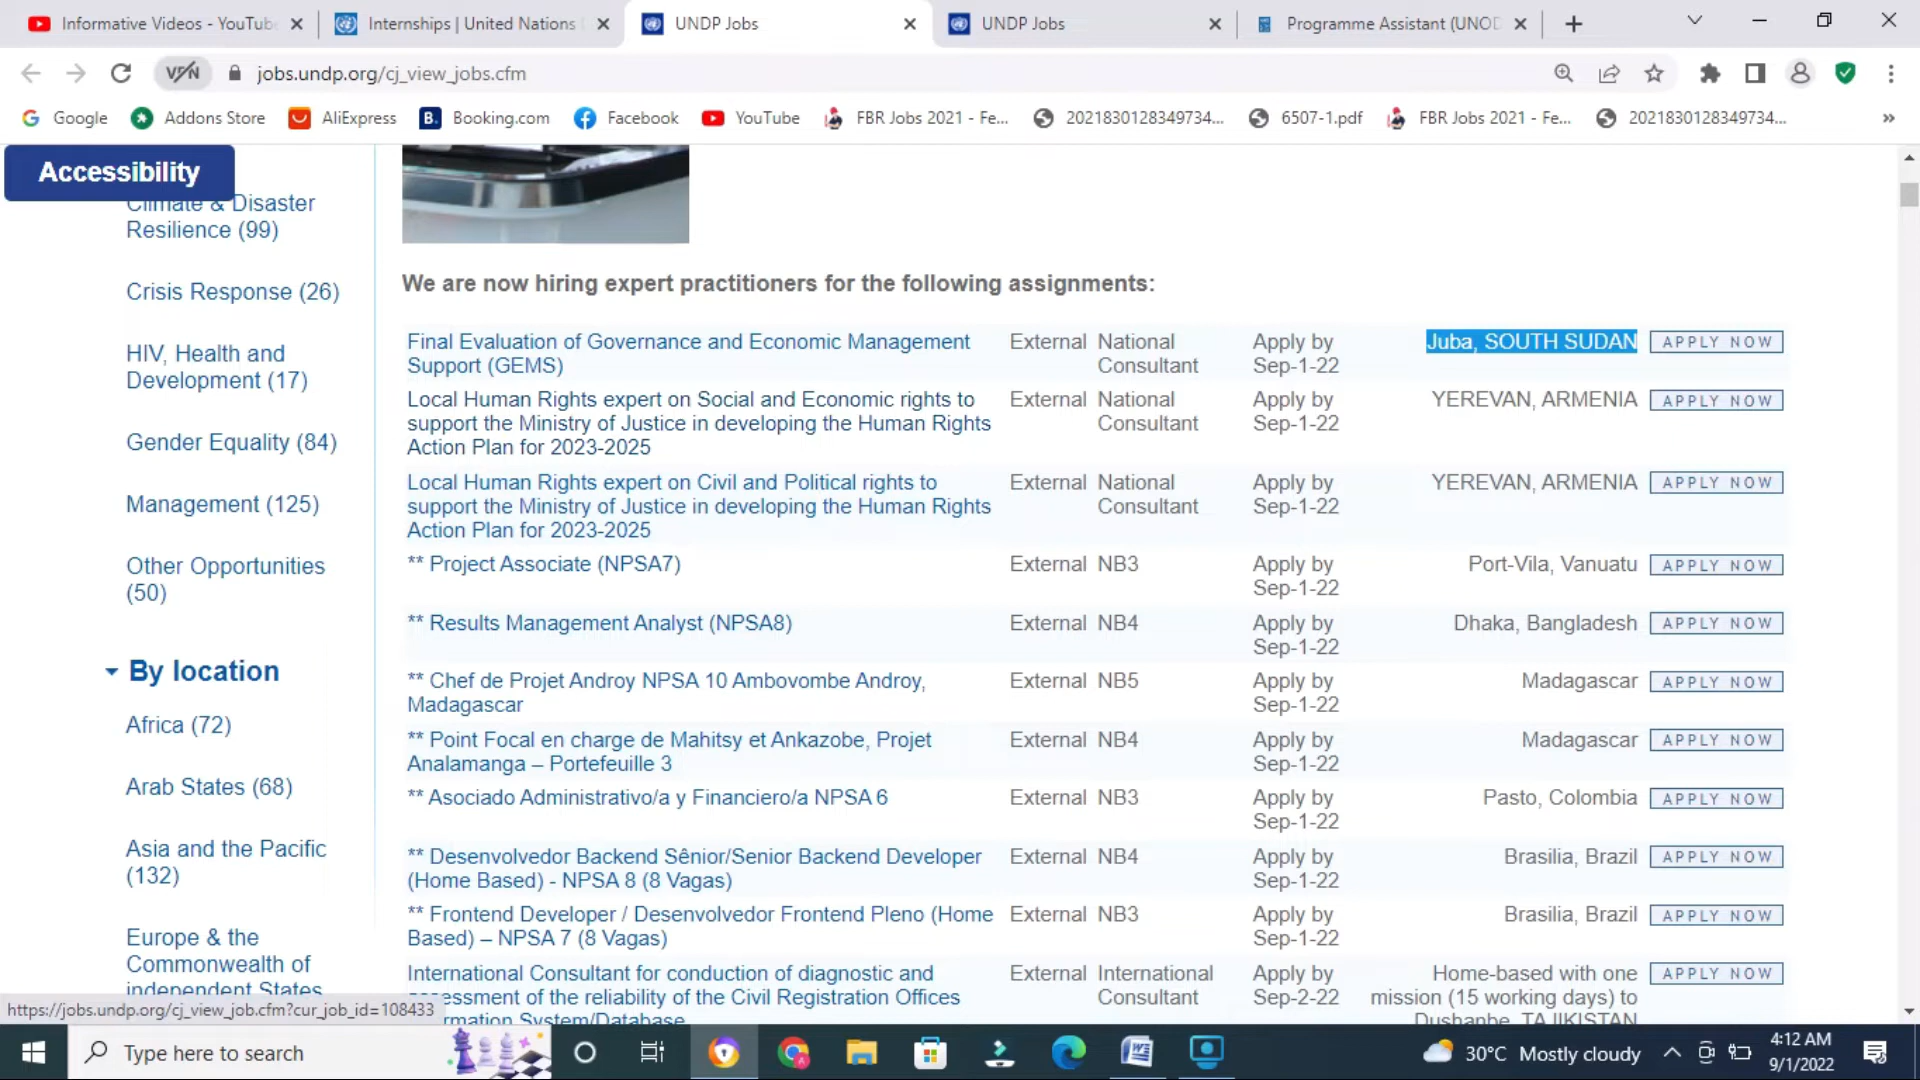 Informative Videos - YouTube
Internships | United Nations
UNDP Jobs
UNDP Jobs
Programme Assistant (UNOD
VPN
jobs.undp.org/cj_view_jobs.cfm
Google
Addons Store
AliExpress
B.
Booking.com
Facebook
YouTube
FBR Jobs 2021 - Fe...
2021830128349734...
6507-1.pdf
FBR Jobs 2021 - Fe...
2021830128349734...
»
Accessibility
Climate & Disaster
Resilience (99)
Crisis Response (26)
HIV, Health and
Development (17)
Gender Equality (84)
Management (125)
Other Opportunities
(50)
By location
Africa (72)
Arab States (68)
Asia and the Pacific
(132)
Europe & the
Commonwealth of
independent States
We are now hiring expert practitioners for the following assignments:
Final Evaluation of Governance and Economic Management External National Apply by Juba, SOUTH SUDAN APPLY NOW
Support (GEMS) Consultant Sep-1-22
Local Human Rights expert on Social and Economic rights to External National Apply by YEREVAN, ARMENIA APPLY NOW
support the Ministry of Justice in developing the Human Rights Consultant Sep-1-22
Action Plan for 2023-2025
Local Human Rights expert on Civil and Political rights to External National Apply by YEREVAN, ARMENIA APPLY NOW
support the Ministry of Justice in developing the Human Rights Consultant Sep-1-22
Action Plan for 2023-2025
** Project Associate (NPSA7) External NB3 Apply by Port-Vila, Vanuatu APPLY NOW
Sep-1-22
** Results Management Analyst (NPSA8) External NB4 Apply by Dhaka, Bangladesh APPLY NOW
Sep-1-22
** Chef de Projet Androy NPSA 10 Ambovombe Androy, External NB5 Apply by Madagascar APPLY NOW
Madagascar Sep-1-22
** Point Focal en charge de Mahitsy et Ankazobe, Projet External NB4 Apply by Madagascar APPLY NOW
Analamanga – Portefeuille 3 Sep-1-22
** Asociado Administrativo/a y Financiero/a NPSA 6 External NB3 Apply by Pasto, Colombia APPLY NOW
Sep-1-22
** Desenvolvedor Backend Sênior/Senior Backend Developer External NB4 Apply by Brasilia, Brazil APPLY NOW
(Home Based) - NPSA 8 (8 Vagas) Sep-1-22
** Frontend Developer / Desenvolvedor Frontend Pleno (Home External NB3 Apply by Brasilia, Brazil APPLY NOW
Based) – NPSA 7 (8 Vagas) Sep-1-22
International Consultant for conduction of diagnostic and External International Apply by Home-based with one APPLY NOW
assessment of the reliability of the Civil Registration Offices Consultant Sep-2-22 mission (15 working days) to
System/Database Dushanbe, TAJIKISTAN
https://jobs.undp.org/cj_view_job.cfm?cur_job_id=108433
Type here to search
30°C Mostly cloudy
4:12 AM
9/1/2022